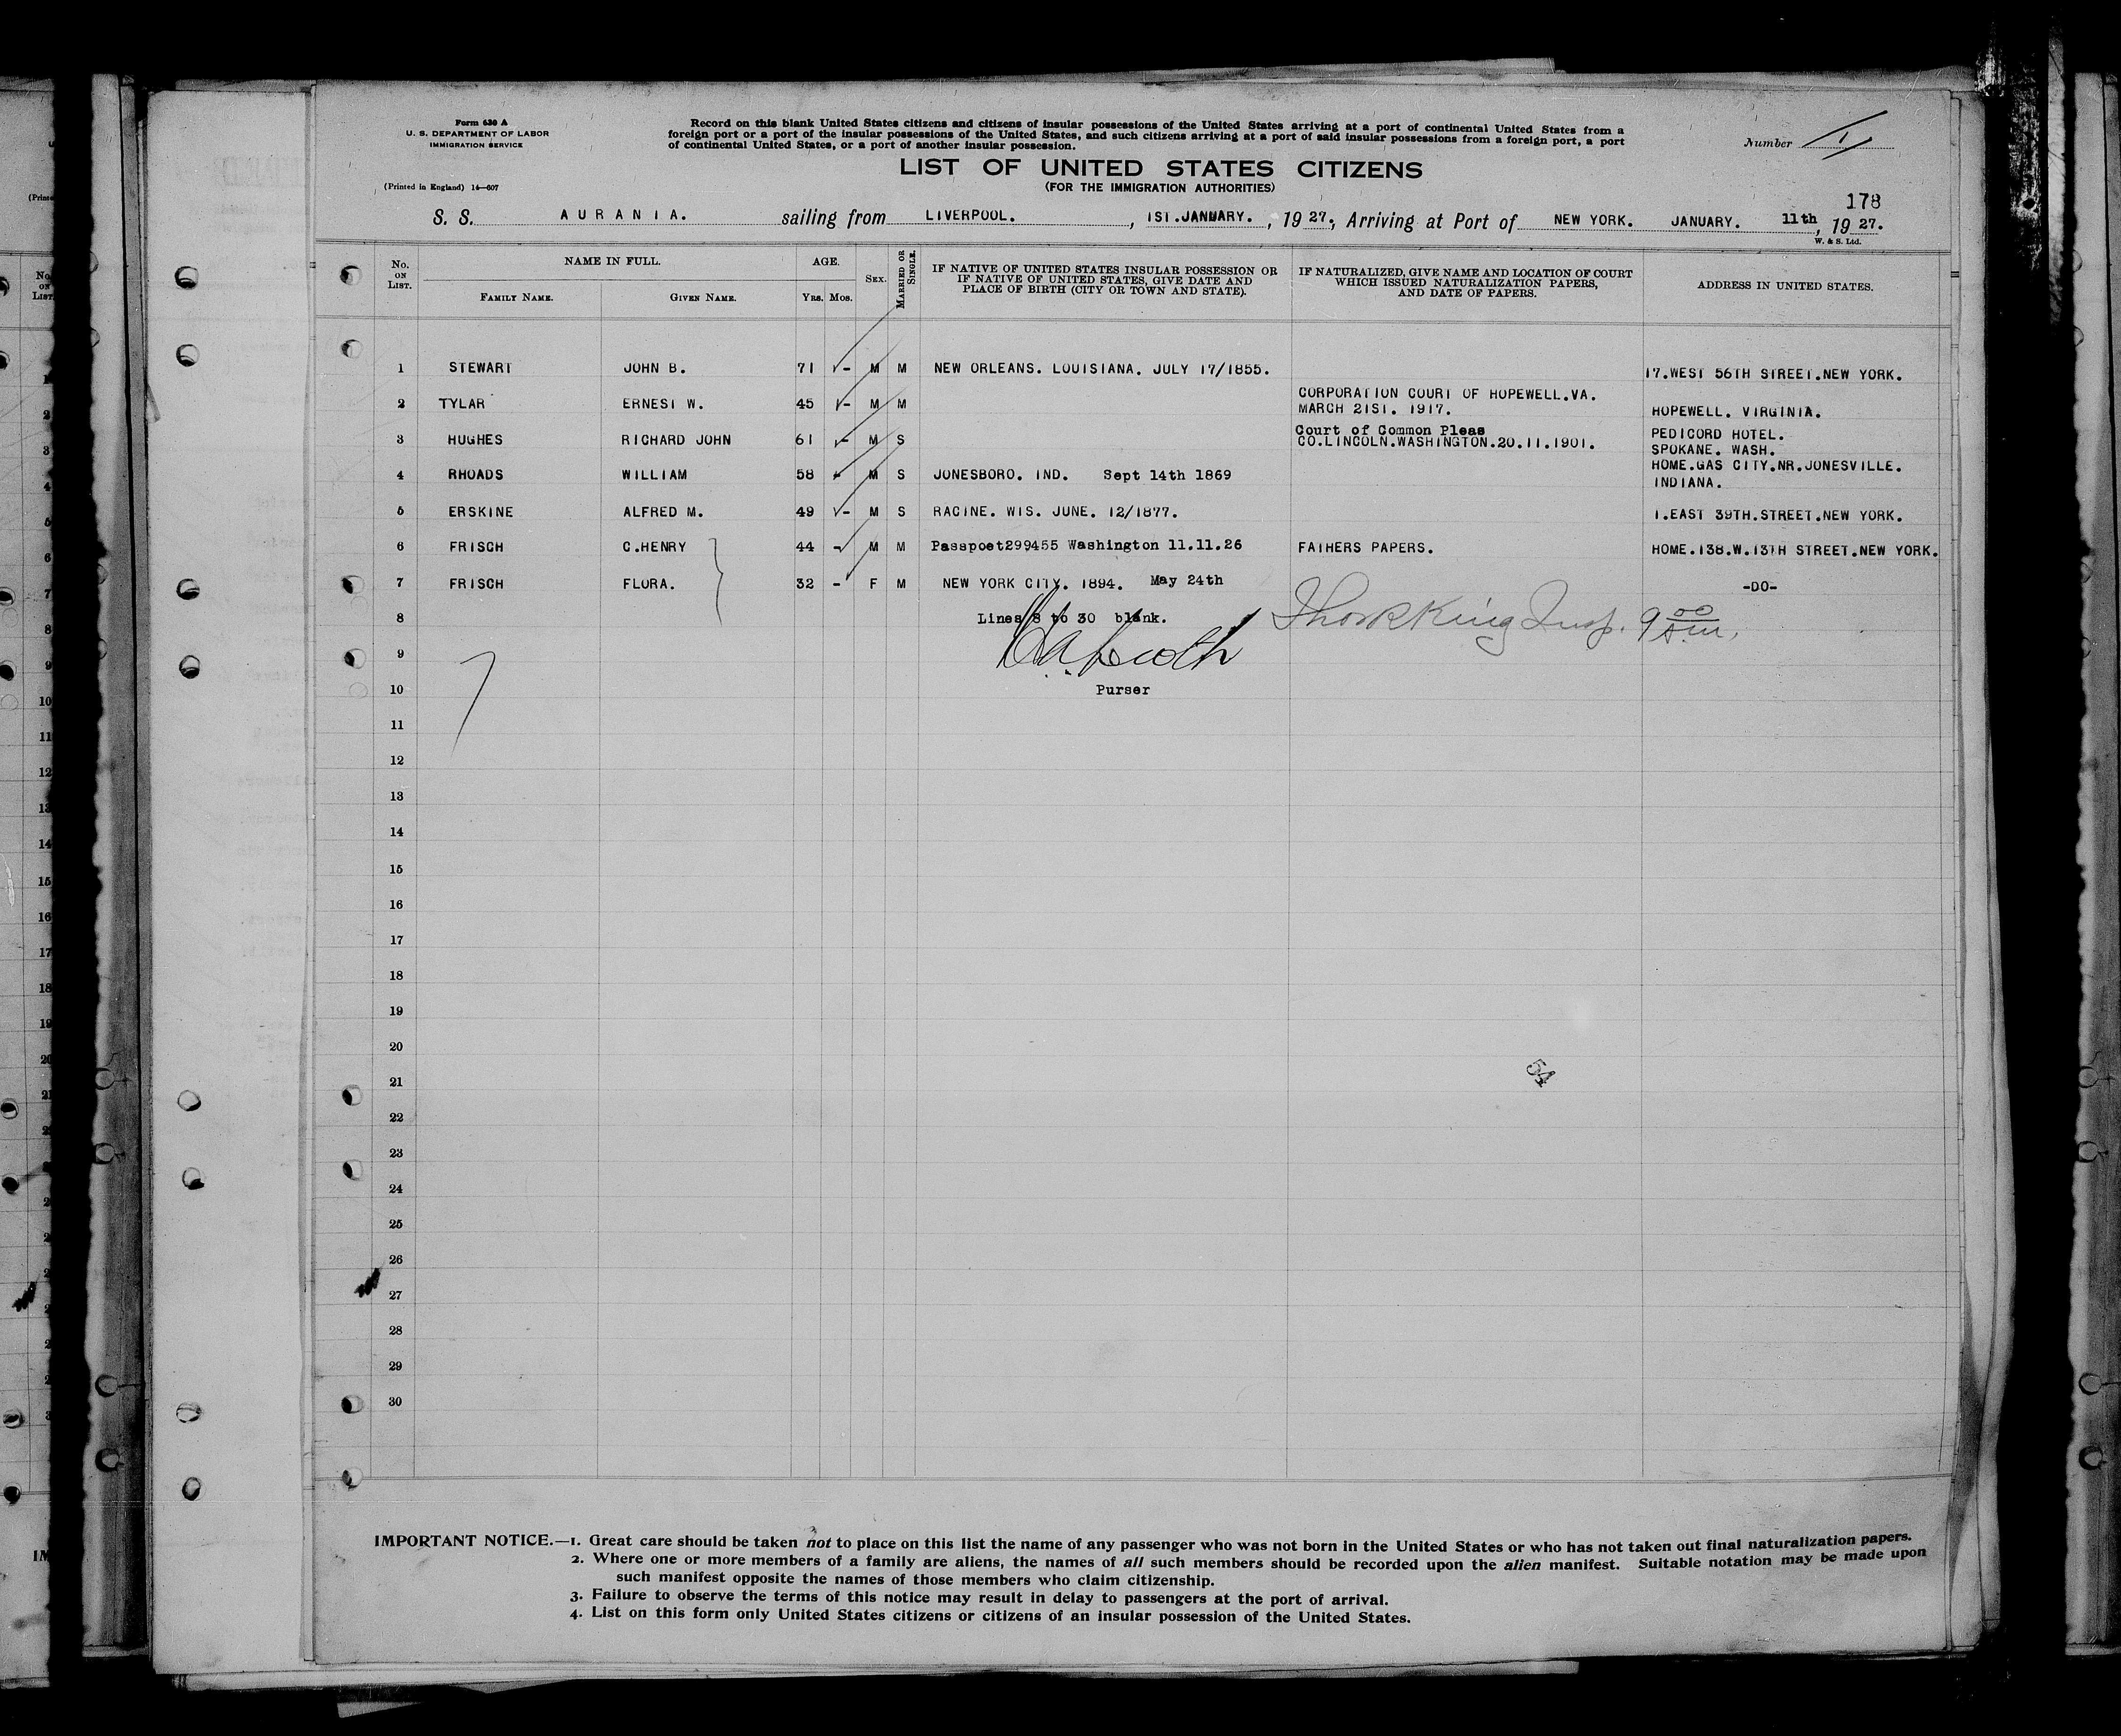 Form 630 A
U. S. DEPARTMENT OF LABOR
IMMIGRATION SERVICE
(Printed in England) 14—607
Record on this blank United States citizens and citizens of insular possessions of the United States arriving at a port of continental United States from a
foreign port or a port of the insular possessions of the United States, and such citizens arriving at a port of said insular possessions from a foreign port, a port
of continental United States, or a port of another insular possession.
Number I
LIST OF UNITED STATES CITIZENS
(FOR THE IMMIGRATION AUTHORITIES)
178
S. S. AURANIA. sailing from LIVERPOOL. , 1ST.JANUARY. , 19 27., Arriving at Port of NEW YORK. JANUARY. 11th , 19 27.
W. & S. Ltd.
No. ON LIST. NAME IN FULL. FAMILY NAME. GIVEN NAME. AGE. YRS. MOS. SEX. MARRIED OR SINGLE.
IF NATIVE OF UNITED STATES INSULAR POSSESSION OR
IF NATIVE OF UNITED STATES, GIVE DATE AND
PLACE OF BIRTH (CITY OR TOWN AND STATE).
IF NATURALIZED, GIVE NAME AND LOCATION OF COURT
WHICH ISSUED NATURALIZATION PAPERS,
AND DATE OF PAPERS.
ADDRESS IN UNITED STATES.
1 STEWART JOHN B. 71 - M M NEW ORLEANS. LOUISIANA. JULY 17/1855. 17.WEST 56TH STREET.NEW YORK.
2 TYLAR ERNEST W. 45 - M M CORPORATION COURT OF HOPEWELL.VA.
MARCH 21ST. 1917. HOPEWELL. VIRGINIA.
3 HUGHES RICHARD JOHN 61 - M S Court of Common Pleas
CO.LINCOLN.WASHINGTON.20.11.1901. PEDICORD HOTEL.
SPOKANE. WASH.
4 RHOADS WILLIAM 58 - M S JONESBORO. IND. Sept 14th 1869 HOME.GAS CITY.NR.JONESVILLE.
INDIANA.
5 ERSKINE ALFRED M. 49 - M S RACINE. WIS. JUNE. 12/1877. 1.EAST 39TH.STREET.NEW YORK.
6 FRISCH C.HENRY 44 - M M Passpoet299455 Washington 11.11.26 FATHERS PAPERS. HOME.138.W.13TH STREET.NEW YORK.
7 FRISCH FLORA. 32 - F M NEW YORK CITY. 1894. May 24th -DO-
8 Lines 8 to 30 blank. King Insp. 9 00 am.
9
10 Purser
11
12
13
14
15
16
17
18
19
20
21 54
22
23
24
25
26
27
28
29
30
IMPORTANT NOTICE.—1. Great care should be taken not to place on this list the name of any passenger who was not born in the United States or who has not taken out final naturalization papers.
2. Where one or more members of a family are aliens, the names of all such members should be recorded upon the alien manifest. Suitable notation may be made upon
such manifest opposite the names of those members who claim citizenship.
3. Failure to observe the terms of this notice may result in delay to passengers at the port of arrival.
4. List on this form only United States citizens or citizens of an insular possession of the United States.